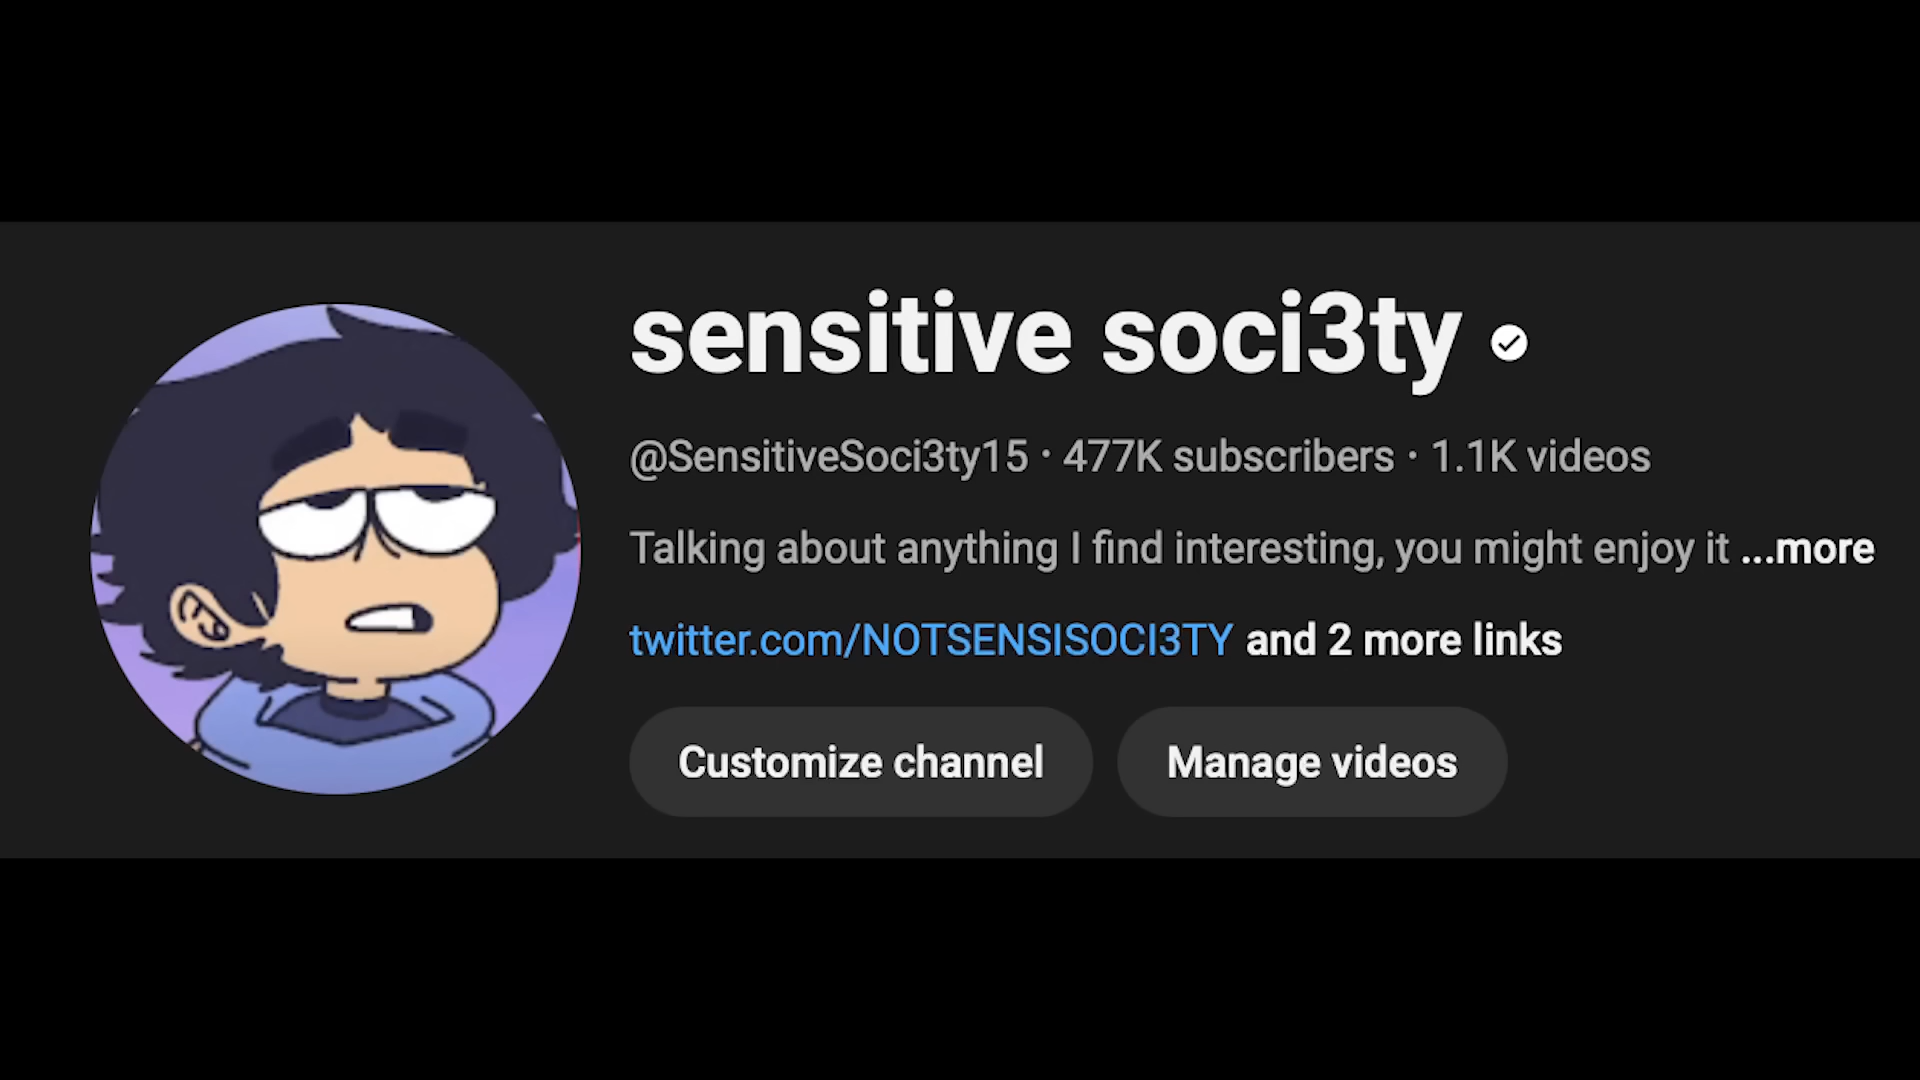 sensitive soci3ty
@SensitiveSoci3ty15 · 477K subscribers · 1.1K videos
Talking about anything I find interesting, you might enjoy it ...more
twitter.com/NOTSENSISOCI3TY and 2 more links
Customize channel Manage videos